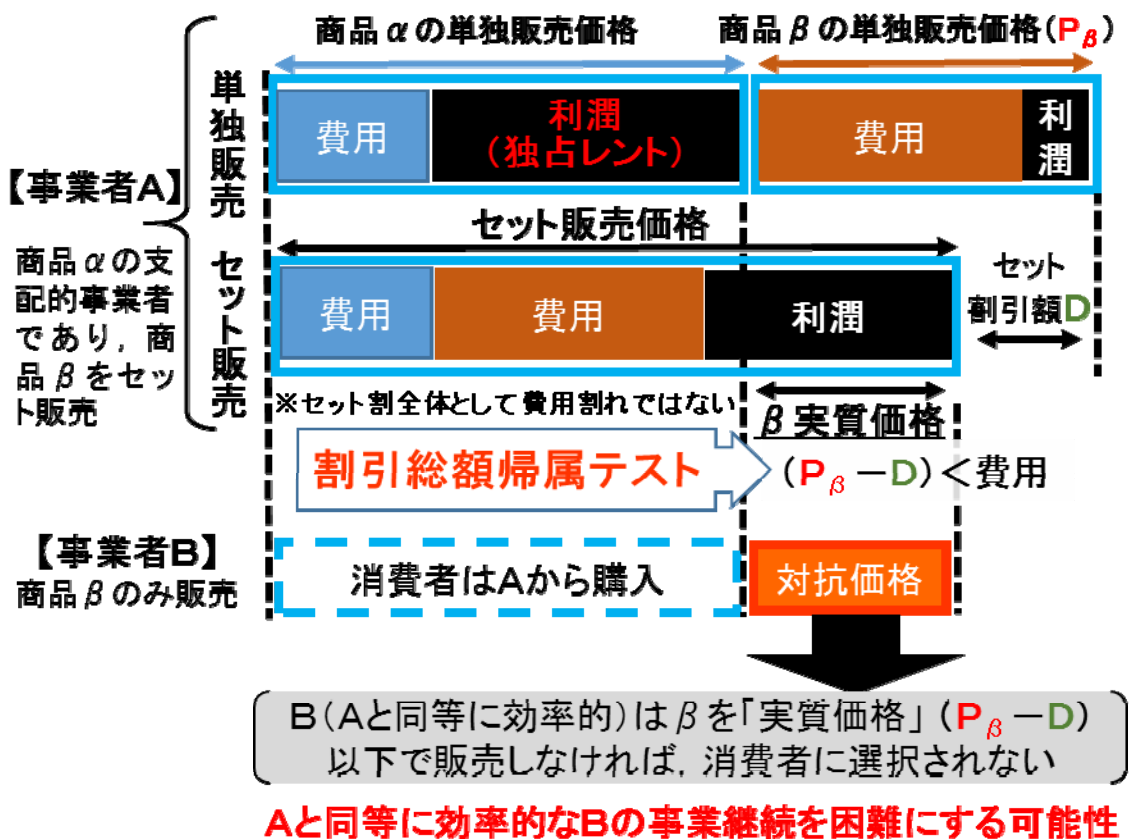 商品αの単独販売価格
商品βの単独販売価格(Pβ)
単独販売
費用
利潤
(独占レント)
費用
利潤
【事業者A】
商品αの支
配的事業者
であり，商
品βをセッ
ト販売
セット販売
セット販売価格
費用
費用
利潤
セット
割引額D
※セット割全体として費用割れではない
β実質価格
割引総額帰属テスト
(Pβ－D)＜費用
【事業者B】
商品βのみ販売
消費者はAから購入
対抗価格
B(Aと同等に効率的)はβを「実質価格」(Pβ－D)
以下で販売しなければ，消費者に選択されない
Aと同等に効率的なBの事業継続を困難にする可能性